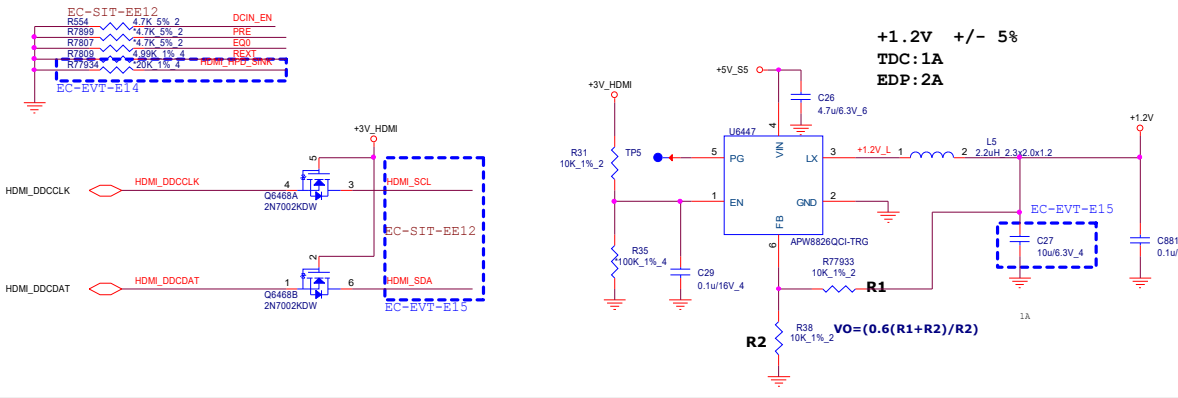 EC-SIT-EE12
R554 4.7K_5%_2 DCIN_EN
R7899 *4.7K_5%_2 PRE
R7807 *4.7K_5%_2 EQ0
R7809 4.99K_1%_4 REXT
R77934 *20K_1%_4 HDMI_HPD_SINK
EC-EVT-E14
+3V_HDMI
5
HDMI_DDCCLK
HDMI_DDCCLK
4
3
HDMI_SCL
Q6468A
2N7002KDW
EC-SIT-EE12
2
HDMI_DDCDAT
HDMI_DDCDAT
1
6
HDMI_SDA
Q6468B
2N7002KDW
EC-EVT-E15
+1.2V +/- 5%
TDC:1A
EDP:2A
+5V_S5
C26
4.7u/6.3V_6
+3V_HDMI
R31
10K_1%_2
TP5
U6447
4
VIN
5
PG
LX
3
1
EN
GND
2
FB
6
APW8826QCI-TRG
+1.2V_L
1
2
L5
2.2uH_2.3x2.0x1.2
+1.2V
R35
100K_1%_4
C29
0.1u/16V_4
R77933
10K_1%_2
R1
EC-EVT-E15
C27
10u/6.3V_4
C881
0.1u/
1A
R2
R38
10K_1%_2
VO=(0.6(R1+R2)/R2)